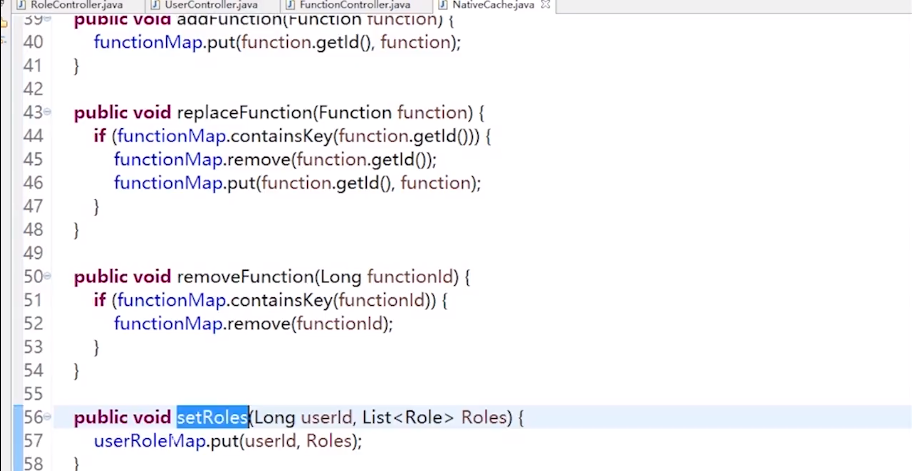 RoleController.java UserController.java FunctionController.java NativeCache.java
39 public void addFunction(Function function) {
40 functionMap.put(function.getId(), function);
41 }
42
43 public void replaceFunction(Function function) {
44 if (functionMap.containsKey(function.getId())) {
45 functionMap.remove(function.getId());
46 functionMap.put(function.getId(), function);
47 }
48 }
49
50 public void removeFunction(Long functionId) {
51 if (functionMap.containsKey(functionId)) {
52 functionMap.remove(functionId);
53 }
54 }
55
56 public void setRoles(Long userId, List<Role> Roles) {
57 userRoleMap.put(userId, Roles);
58 }